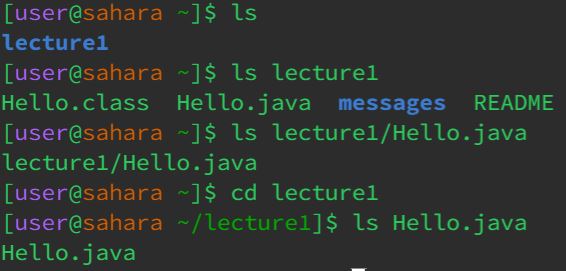 [user@sahara ~]$ ls
lecture1
[user@sahara ~]$ ls lecture1
Hello.class  Hello.java  messages  README
[user@sahara ~]$ ls lecture1/Hello.java
lecture1/Hello.java
[user@sahara ~]$ cd lecture1
[user@sahara ~/lecture1]$ ls Hello.java
Hello.java